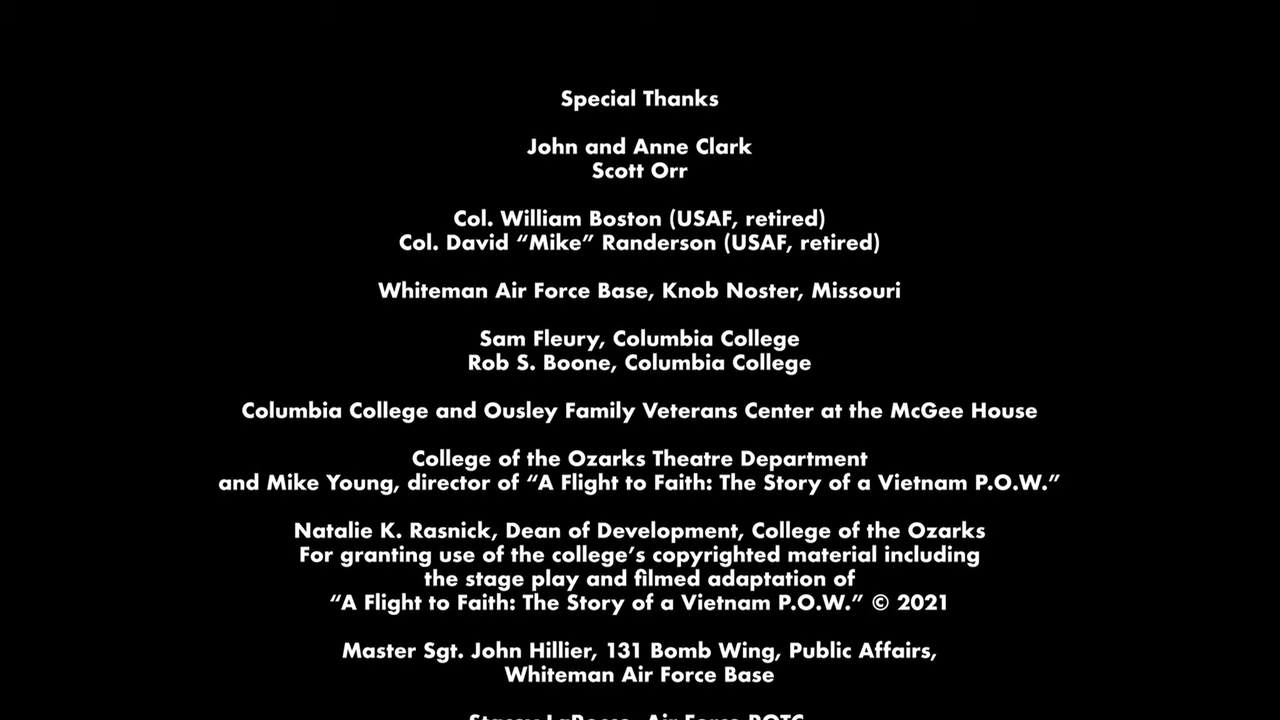 Special Thanks
John and Anne Clark
Scott Orr
Col. William Boston (USAF, retired)
Col. David “Mike” Randerson (USAF, retired)
Whiteman Air Force Base, Knob Noster, Missouri
Sam Fleury, Columbia College
Rob S. Boone, Columbia College
Columbia College and Ousley Family Veterans Center at the McGee House
College of the Ozarks Theatre Department
and Mike Young, director of “A Flight to Faith: The Story of a Vietnam P.O.W.”
Natalie K. Rasnick, Dean of Development, College of the Ozarks
For granting use of the college’s copyrighted material including
the stage play and filmed adaptation of
“A Flight to Faith: The Story of a Vietnam P.O.W.” © 2021
Master Sgt. John Hillier, 131 Bomb Wing, Public Affairs,
Whiteman Air Force Base
Air Force ROTC